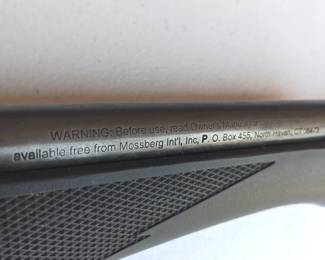 WARNING: Before use, read Owner's Manual
available free from Mossberg Int'l, Inc, P. O. Box 455, North Haven, CT